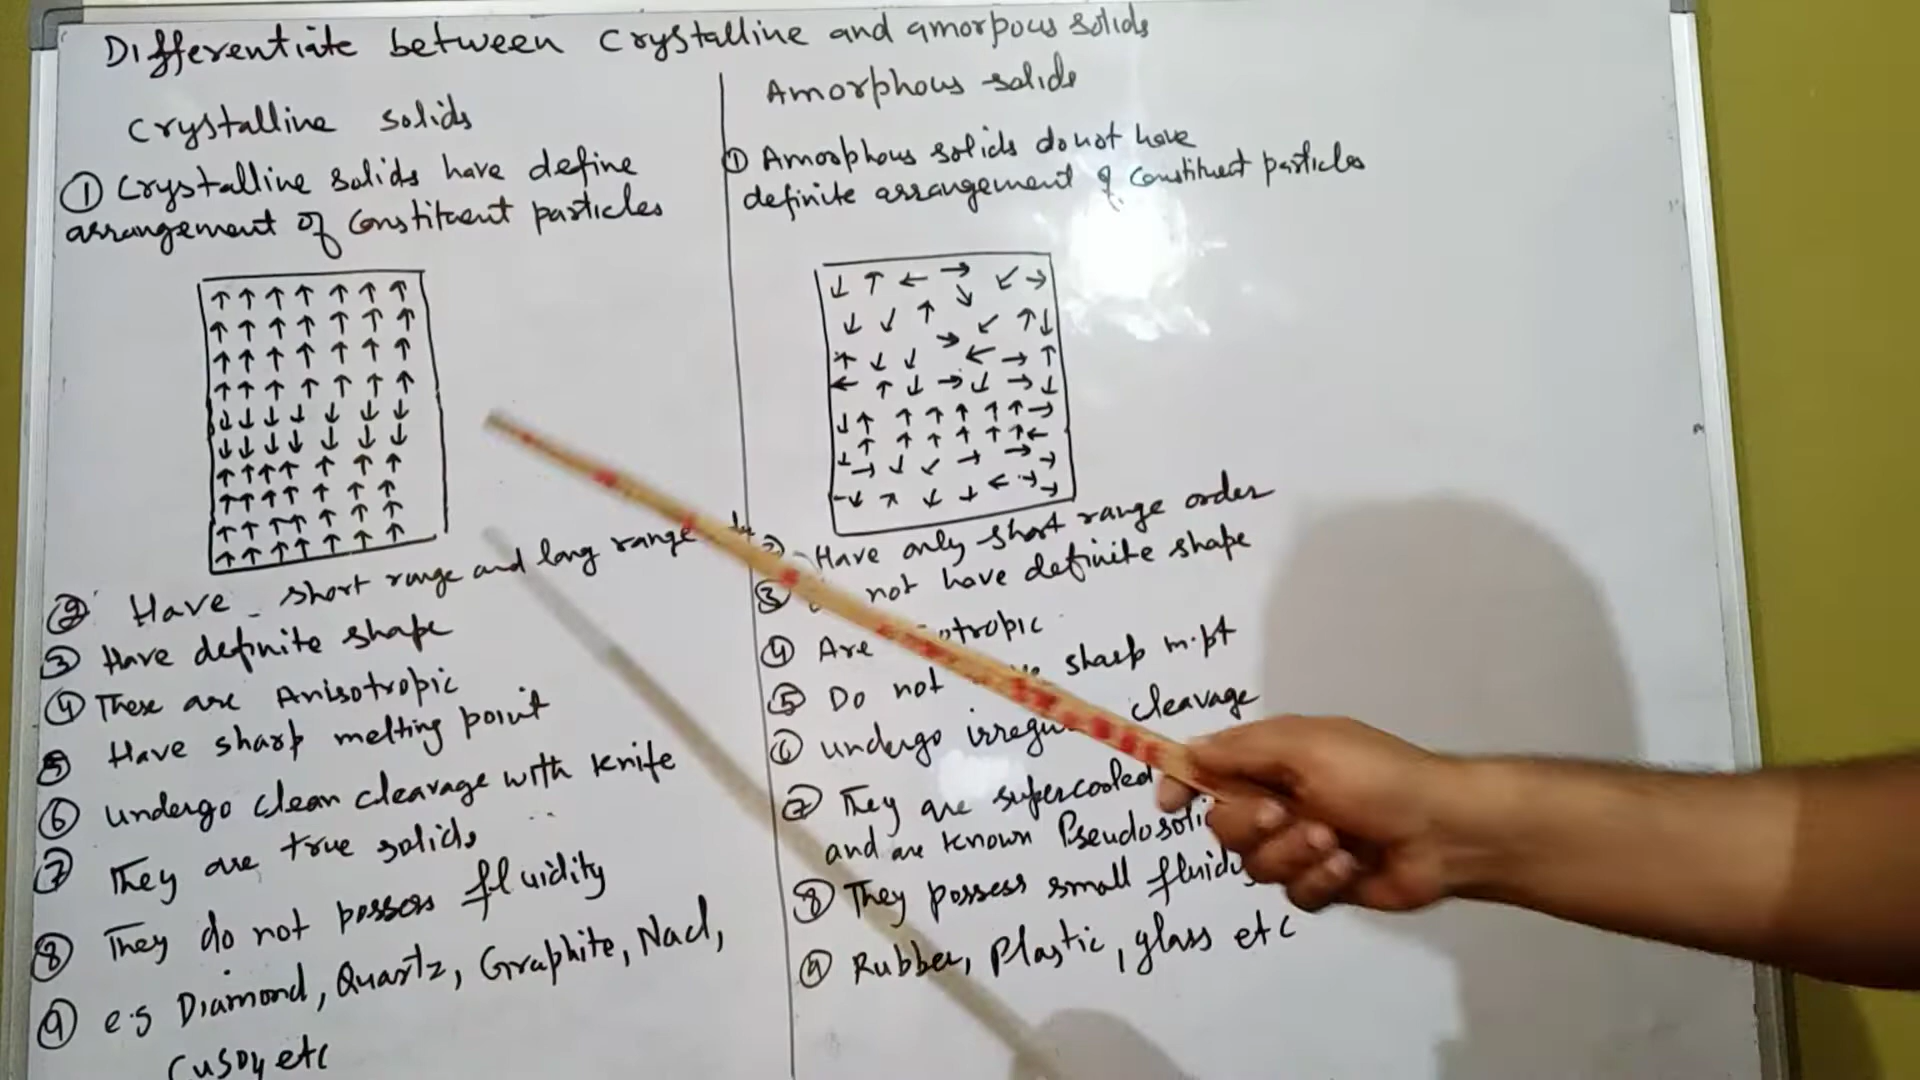 Differentiate between crystalline and amorpous solids
Crystalline solids
① Crystalline solids have define
arrangement of constituent particles
② Have short range and long range
③ Have definite shape
④ These are Anisotropic
⑤ Have sharp melting point
⑥ undergo clean cleavage with knife
⑦ They are true solids
⑧ They do not possess fluidity
⑨ e.g Diamond, Quartz, Graphite, Nacl,
CuSO4 etc
Amorphous solids
① Amorphous solids do not have
definite arrangement of constituent particles
② Have only short range order
③ not have definite shape
④ Are
⑤ Do not sharp m.pt
⑥ undergo cleavage
⑦ They are supercooled
and are known
⑧ They possess small
⑨ Rubber, Plastic, glass etc